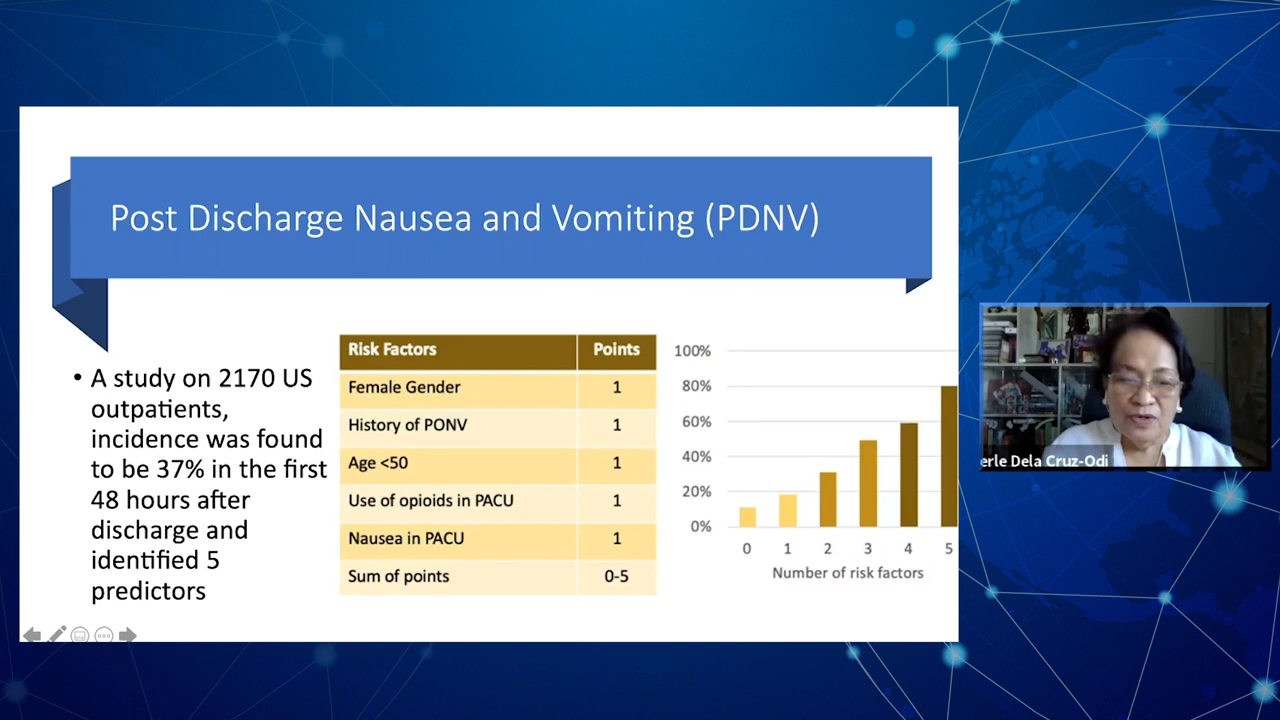 Post Discharge Nausea and Vomiting (PDNV)
• A study on 2170 US
outpatients,
incidence was found
to be 37% in the first
48 hours after
discharge and
identified 5
predictors
Risk Factors Points
Female Gender 1
History of PONV 1
Age <50 1
Use of opioids in PACU 1
Nausea in PACU 1
Sum of points 0-5
100%
80%
60%
40%
20%
0%
0 1 2 3 4 5
Number of risk factors
erle Dela Cruz-Odi